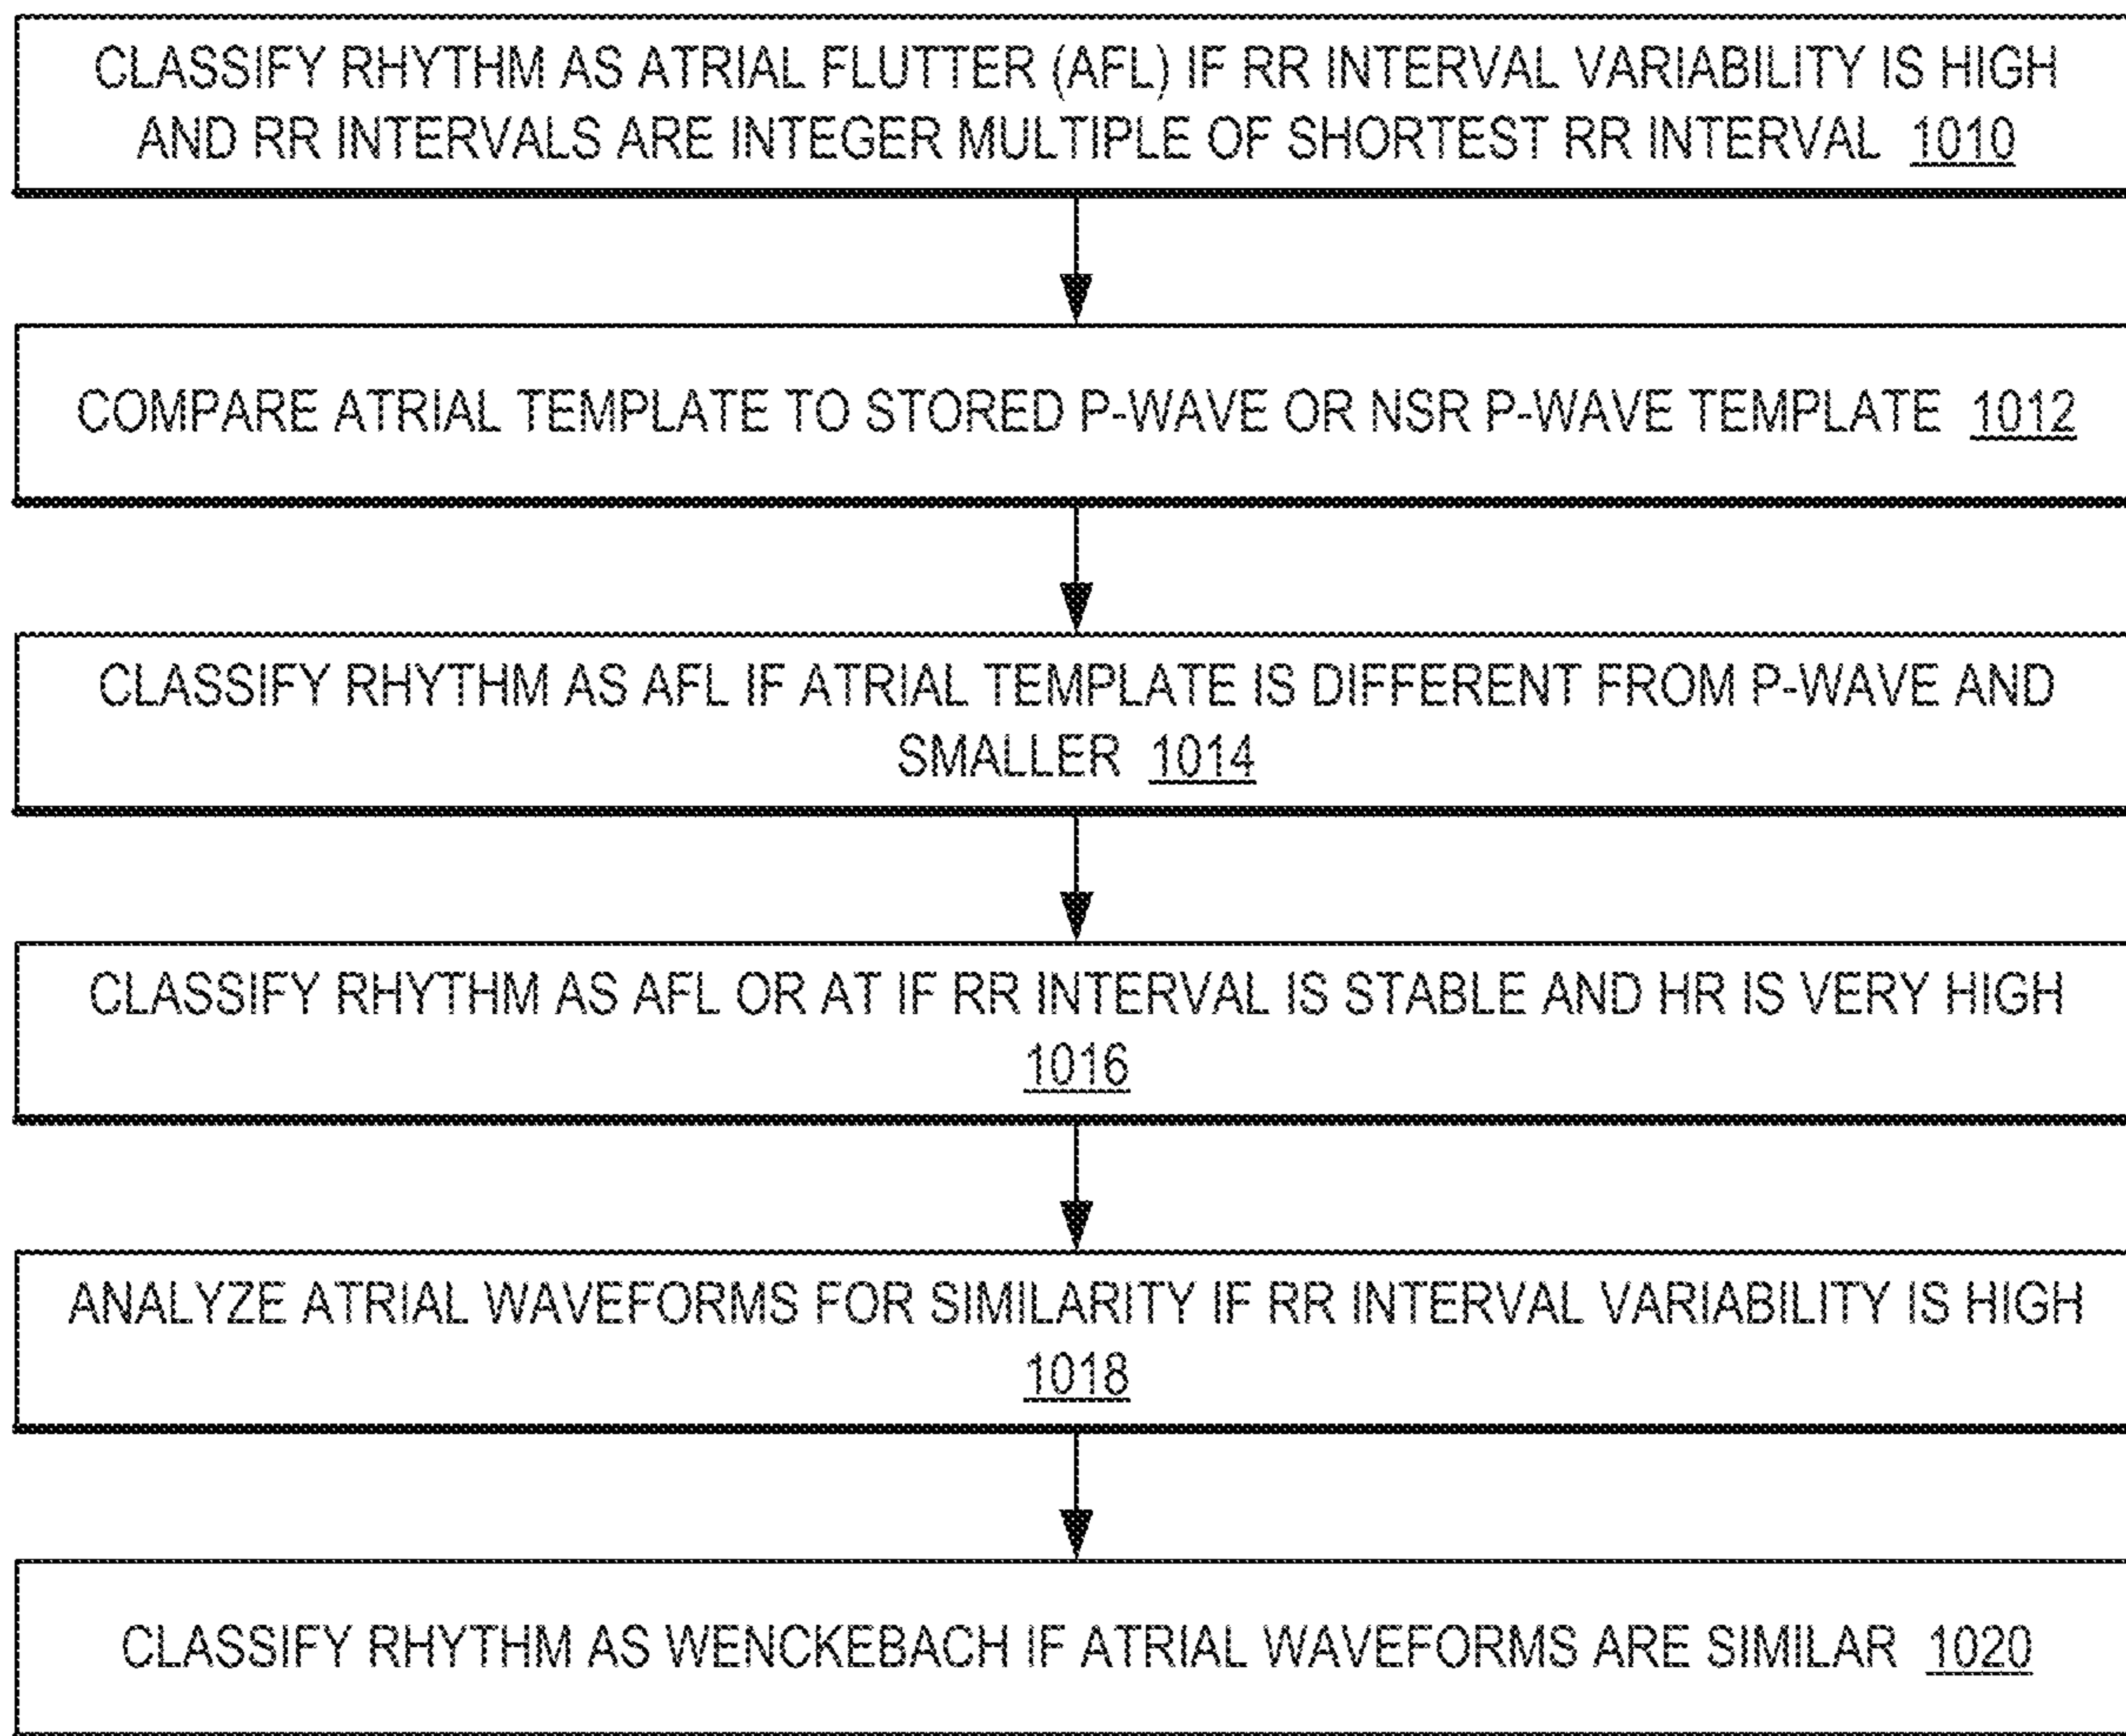 CLASSIFY RHYTHM AS ATRIAL FLUTTER (AFL) IF RR INTERVAL VARIABILITY IS HIGH
AND RR INTERVALS ARE INTEGER MULTIPLE OF SHORTEST RR INTERVAL 1010
COMPARE ATRIAL TEMPLATE TO STORED P-WAVE OR NSR P-WAVE TEMPLATE 1012
CLASSIFY RHYTHM AS AFL IF ATRIAL TEMPLATE IS DIFFERENT FROM P-WAVE AND
SMALLER 1014
CLASSIFY RHYTHM AS AFL OR AT IF RR INTERVAL IS STABLE AND HR IS VERY HIGH
1016
ANALYZE ATRIAL WAVEFORMS FOR SIMILARITY IF RR INTERVAL VARIABILITY IS HIGH
1018
CLASSIFY RHYTHM AS WENCKEBACH IF ATRIAL WAVEFORMS ARE SIMILAR 1020